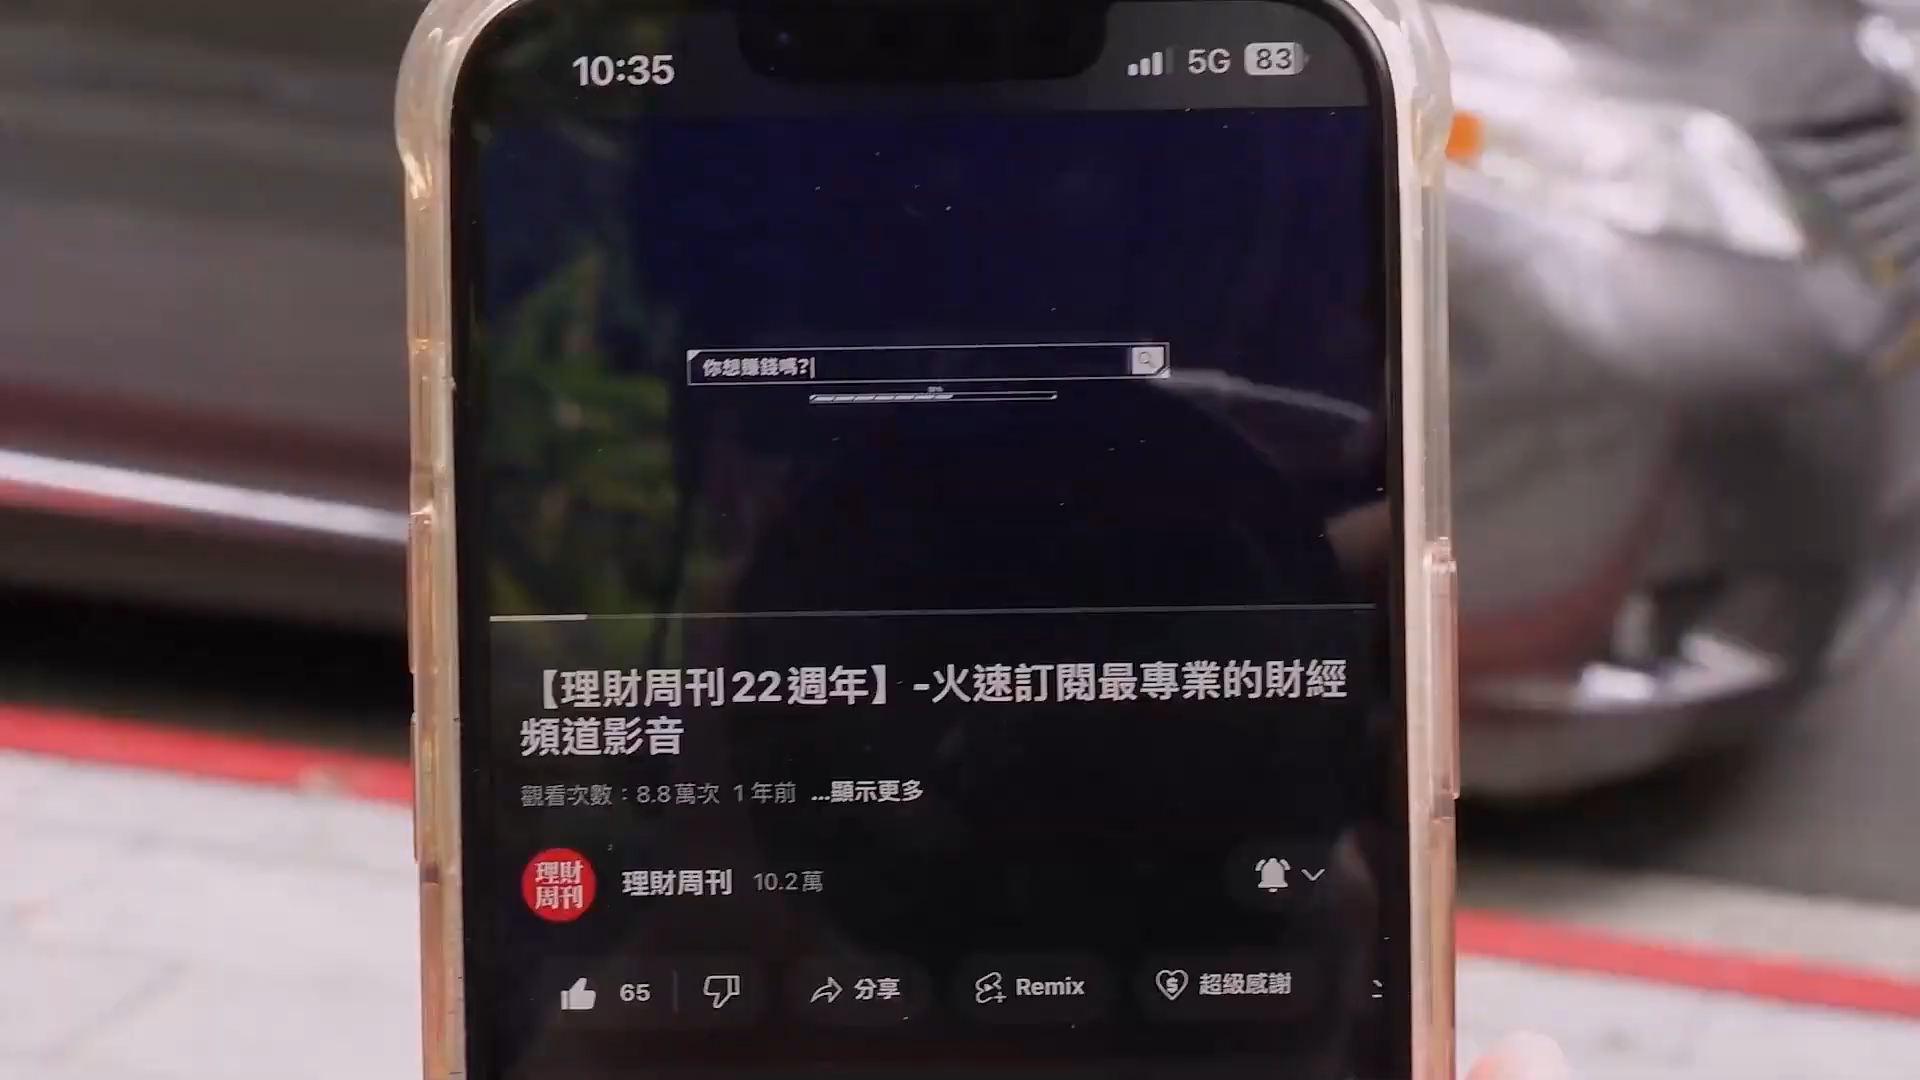 10:35 5G 83
你想賺錢嗎?
【理財周刊22週年】-火速訂閱最專業的財經
頻道影音
觀看次數：8.8萬次 1年前 ...顯示更多
理財
周刊
理財周刊 10.2萬
65 分享 Remix 超級感謝